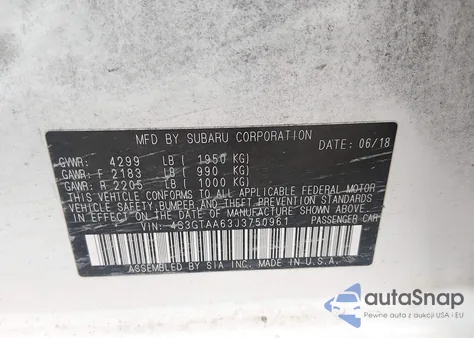 MFD BY SUBARU CORPORATION
DATE: 06/18
GVWR: 4299 LB ( 1950 KG)
GAWR: F 2183 LB ( 990 KG)
GAWR: R 2205 LB ( 1000 KG)
THIS VEHICLE CONFORMS TO ALL APPLICABLE FEDERAL MOTOR
VEHICLE SAFETY, BUMPER, AND THEFT PREVENTION STANDARDS
IN EFFECT ON THE DATE OF MANUFACTURE SHOWN ABOVE.
VIN: 4S3GTAA63J3750961
PASSENGER CAR
ASSEMBLED BY SIA INC. MADE IN U.S.A.
autoSnap
Pewne auta z aukcji USA i EU